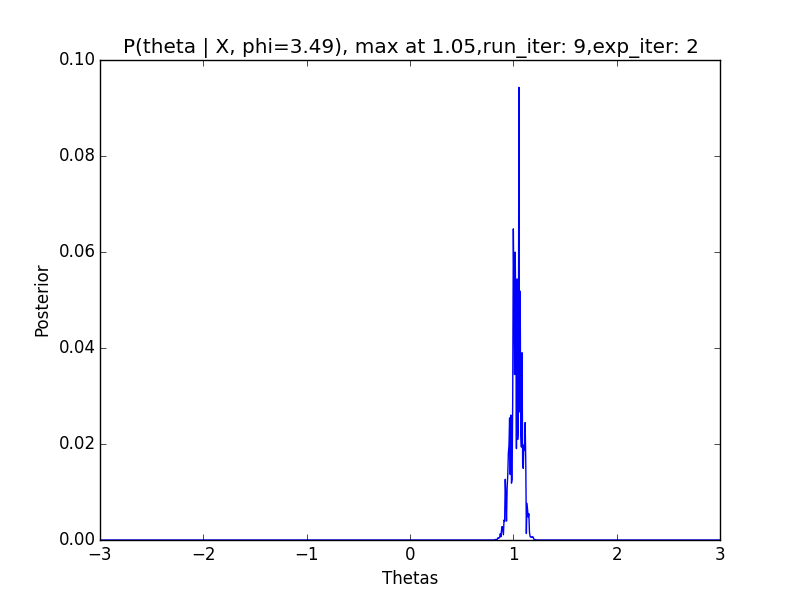 P(theta | X, phi=3.49), max at 1.05,run_iter: 9,exp_iter: 2
0.10
0.08
0.06
0.04
0.02
0.00
Posterior
−3 −2 −1 0 1 2 3
Thetas